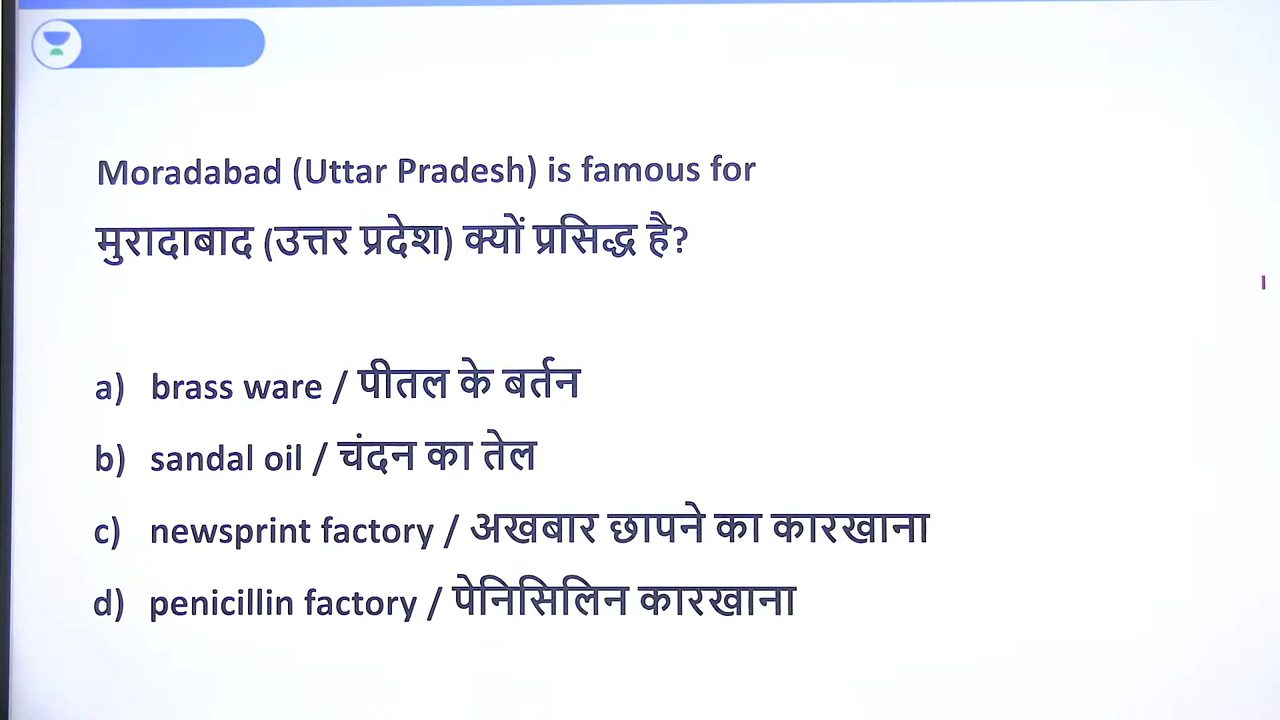 Moradabad (Uttar Pradesh) is famous for
मुरादाबाद (उत्तर प्रदेश) क्यों प्रसिद्ध है?
a) brass ware / पीतल के बर्तन
b) sandal oil / चंदन का तेल
c) newsprint factory / अखबार छापने का कारखाना
d) penicillin factory / पेनिसिलिन कारखाना